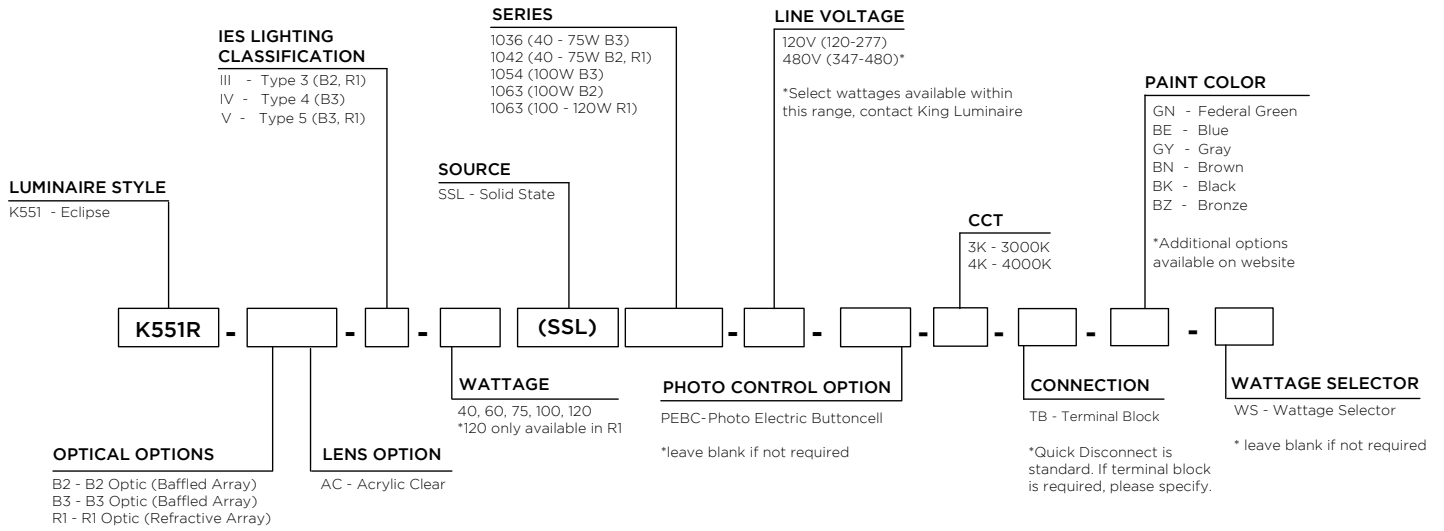 LUMINAIRE STYLE
K551 - Eclipse
IES LIGHTING
CLASSIFICATION
III - Type 3 (B2, R1)
IV - Type 4 (B3)
V - Type 5 (B3, R1)
SOURCE
SSL - Solid State
SERIES
1036 (40 - 75W B3)
1042 (40 - 75W B2, R1)
1054 (100W B3)
1063 (100W B2)
1063 (100 - 120W R1)
LINE VOLTAGE
120V (120-277)
480V (347-480)*
*Select wattages available within
this range, contact King Luminaire
CCT
3K - 3000K
4K - 4000K
PAINT COLOR
GN - Federal Green
BE - Blue
GY - Gray
BN - Brown
BK - Black
BZ - Bronze
*Additional options
available on website
K551R - - - (SSL) - - - - - -
OPTICAL OPTIONS
B2 - B2 Optic (Baffled Array)
B3 - B3 Optic (Baffled Array)
R1 - R1 Optic (Refractive Array)
LENS OPTION
AC - Acrylic Clear
WATTAGE
40, 60, 75, 100, 120
*120 only available in R1
PHOTO CONTROL OPTION
PEBC-Photo Electric Buttoncell
*leave blank if not required
CONNECTION
TB - Terminal Block
*Quick Disconnect is
standard. If terminal block
is required, please specify.
WATTAGE SELECTOR
WS - Wattage Selector
* leave blank if not required